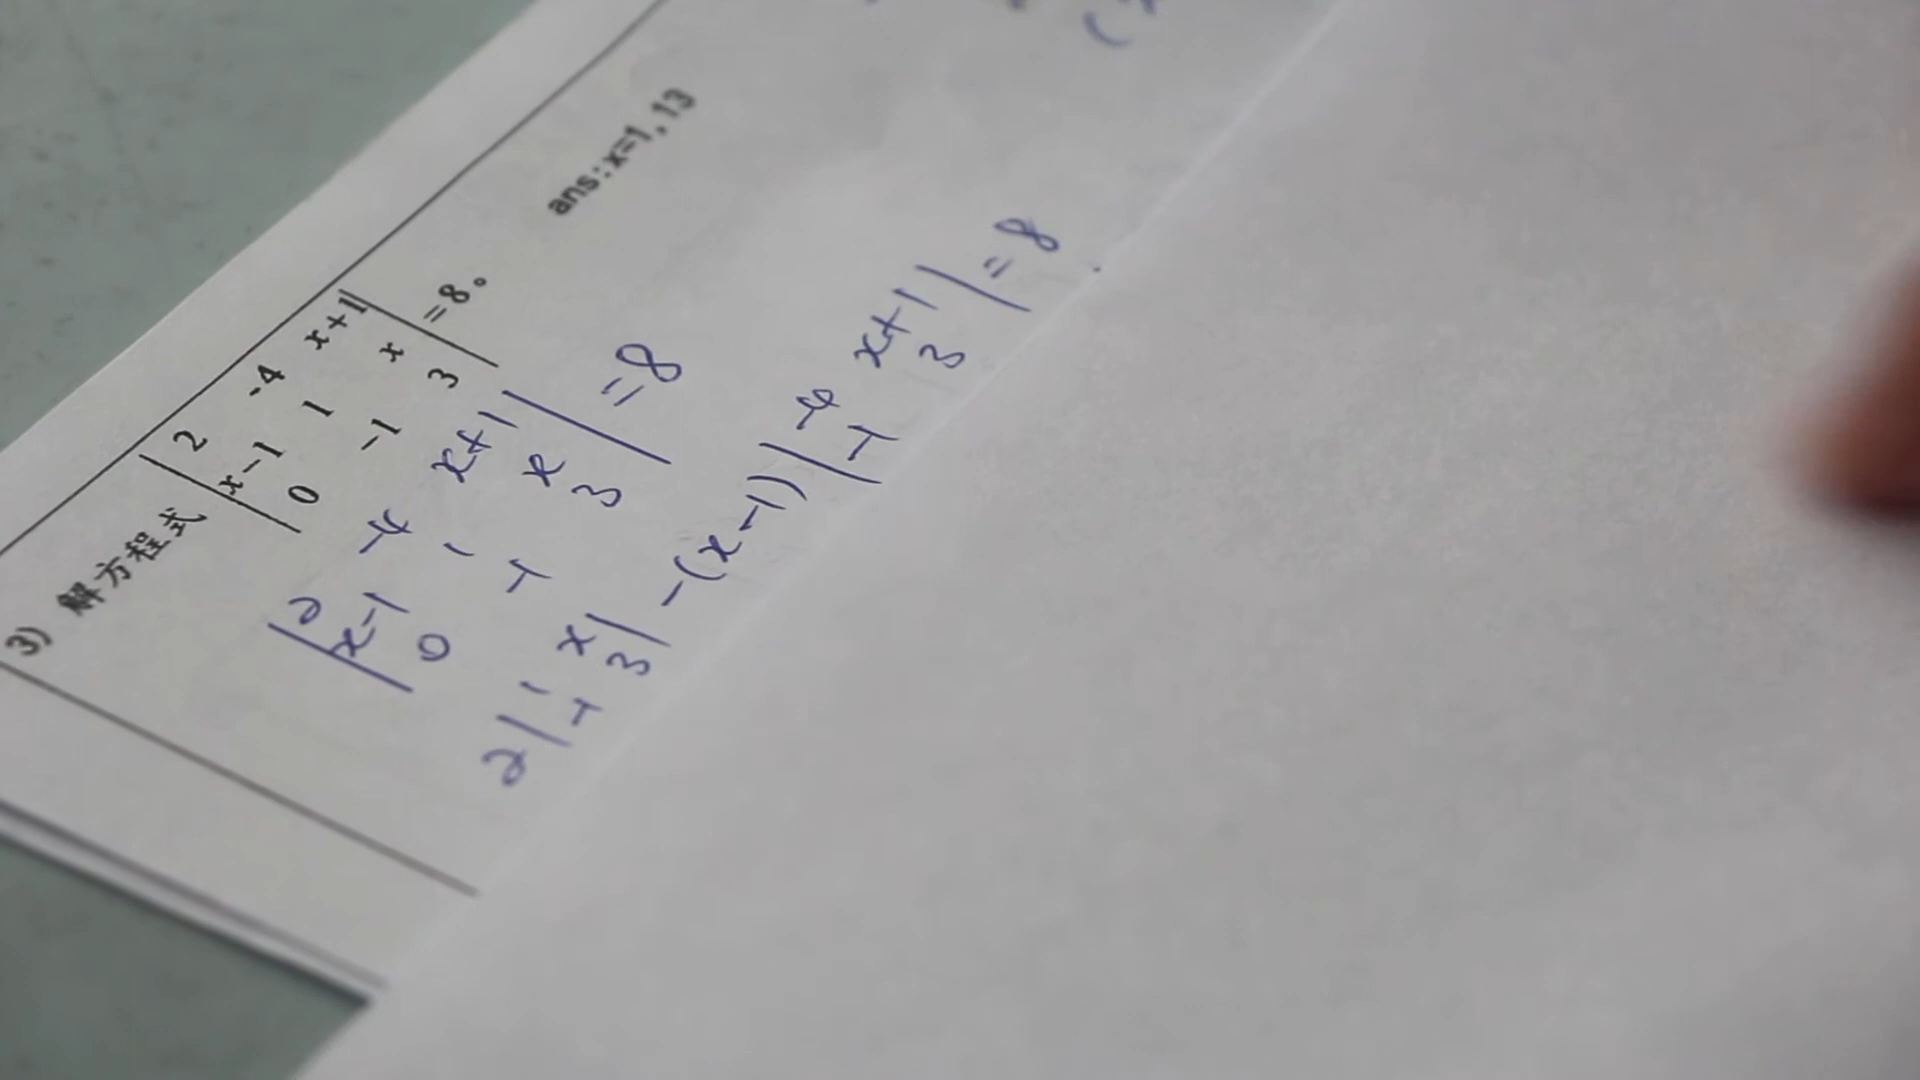 3) 解方程式 | 2 -4 x+1 |
| x-1 1 x | =8。
| 0 -1 3 |
ans:x=1,13
| 2 -4 x+1 |
| x-1 1 x | =8
| 0 -1 3 |
2 | 1 x | -(x-1) | -4 x+1 | =8
| -1 3 | | -1 3 |